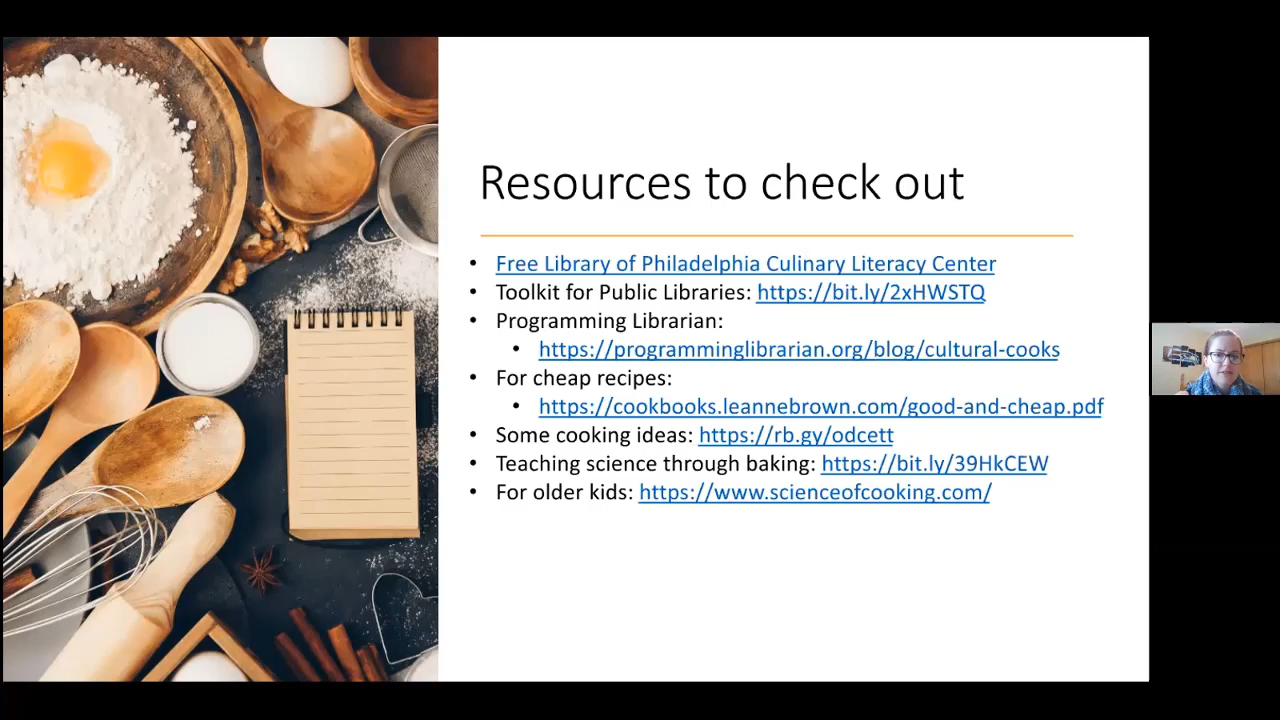 Resources to check out
• Free Library of Philadelphia Culinary Literacy Center
• Toolkit for Public Libraries: https://bit.ly/2xHWSTQ
• Programming Librarian:
• https://programminglibrarian.org/blog/cultural-cooks
• For cheap recipes:
• https://cookbooks.leannebrown.com/good-and-cheap.pdf
• Some cooking ideas: https://rb.gy/odcett
• Teaching science through baking: https://bit.ly/39HkCEW
• For older kids: https://www.scienceofcooking.com/